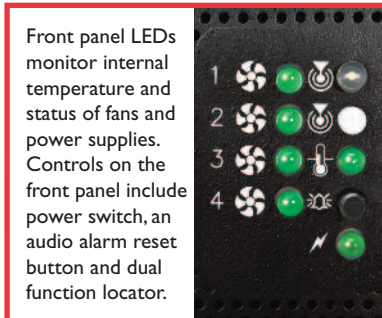 Front panel LEDs
monitor internal
temperature and
status of fans and
power supplies.
Controls on the
front panel include
power switch, an
audio alarm reset
button and dual
function locator.
1
2
3
4